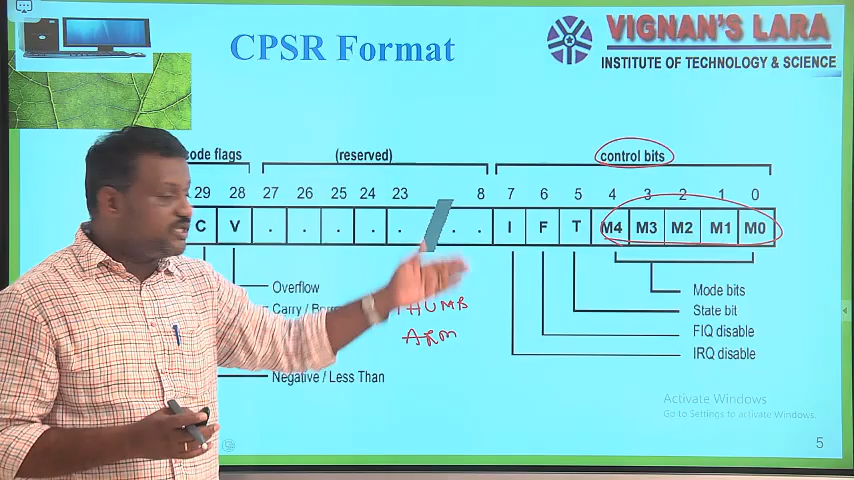 CPSR Format
VIGNAN'S LARA
INSTITUTE OF TECHNOLOGY & SCIENCE
code flags (reserved) control bits
29 28 27 26 25 24 23 8 7 6 5 4 3 2 1 0
C V . . . . . . . I F T M4 M3 M2 M1 M0
Overflow
Carry /
Negative / Less Than
THUMB
ARM
Mode bits
State bit
FIQ disable
IRQ disable
Activate Windows
Go to Settings to activate Windows.
5